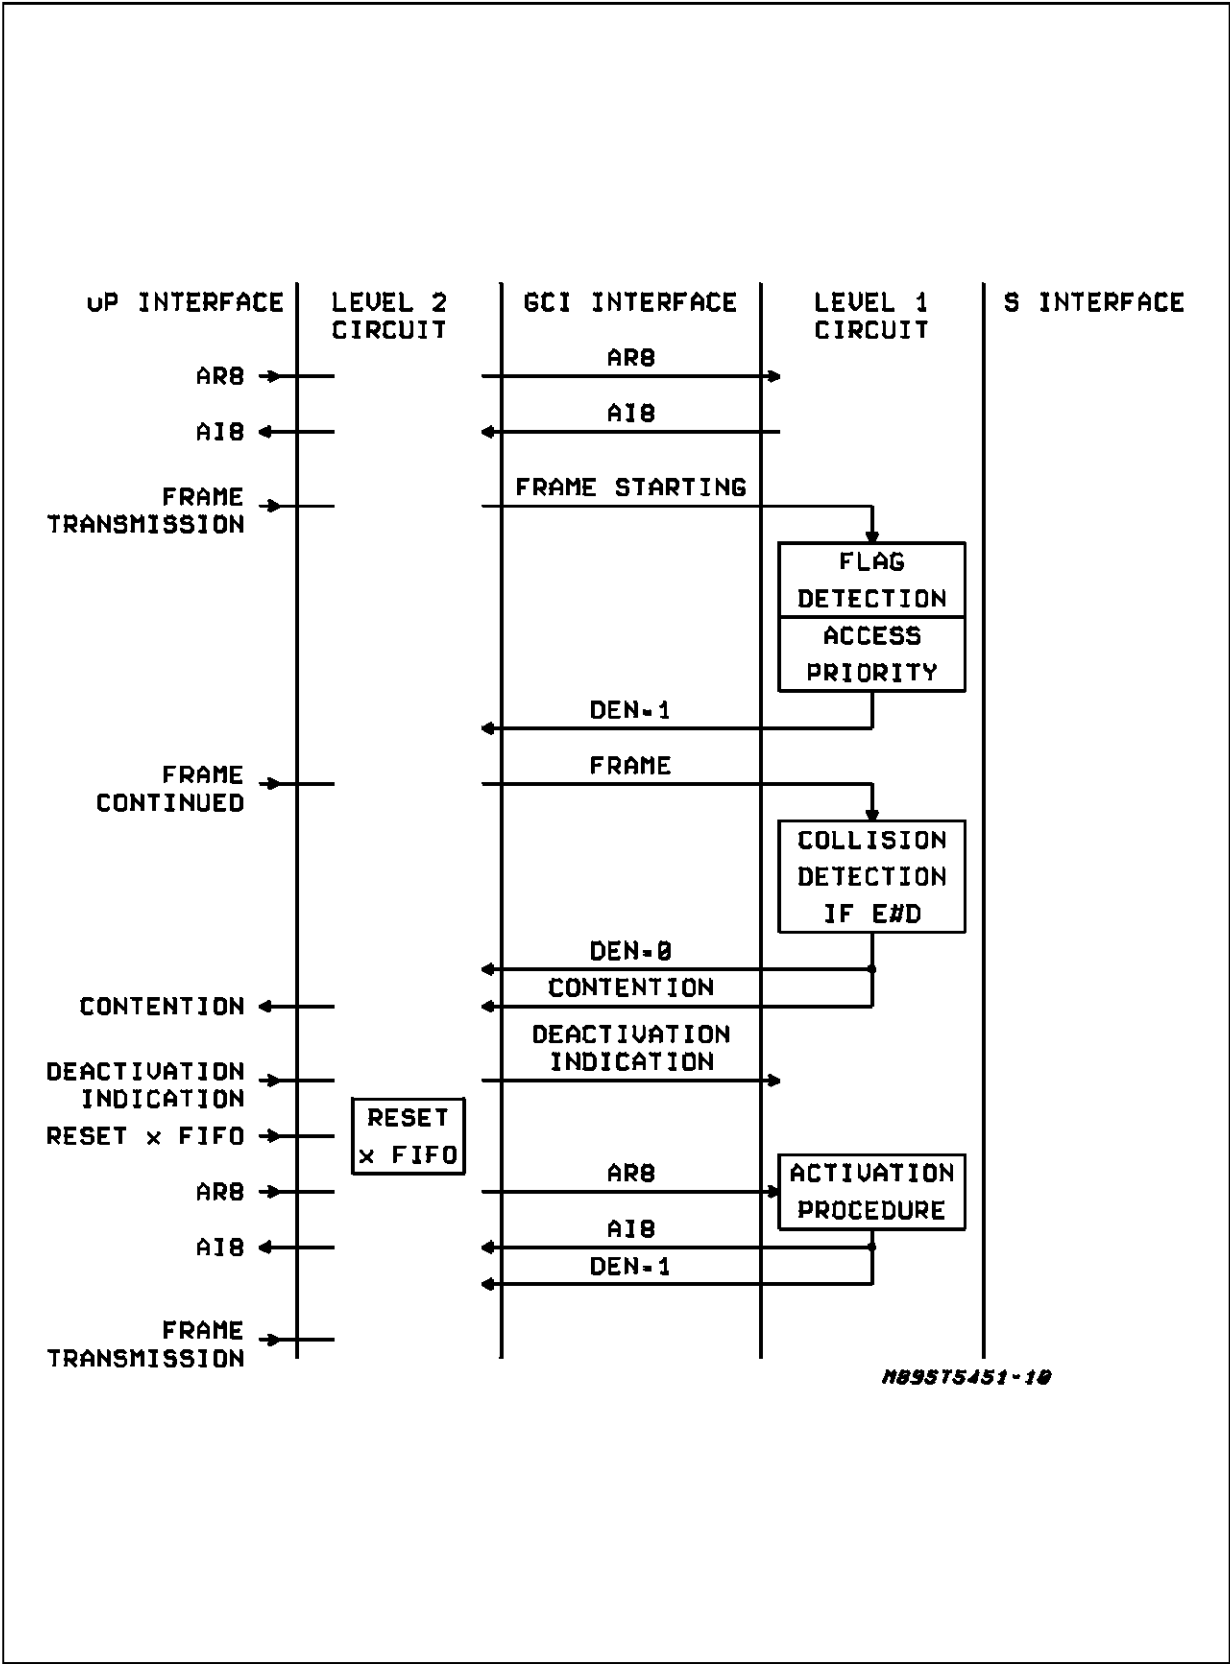 uP INTERFACE LEVEL 2 CIRCUIT GCI INTERFACE LEVEL 1 CIRCUIT S INTERFACE
AR8 AR8
AI8 AI8
FRAME TRANSMISSION FRAME STARTING
FLAG
DETECTION
ACCESS
PRIORITY
DEN=1
FRAME CONTINUED FRAME
COLLISION
DETECTION
IF E#D
DEN=0
CONTENTION CONTENTION
DEACTIVATION INDICATION DEACTIVATION INDICATION
RESET x FIFO
RESET
x FIFO
AR8 AR8
ACTIVATION
PROCEDURE
AI8 AI8
DEN=1
FRAME
TRANSMISSION
M89ST5451-10